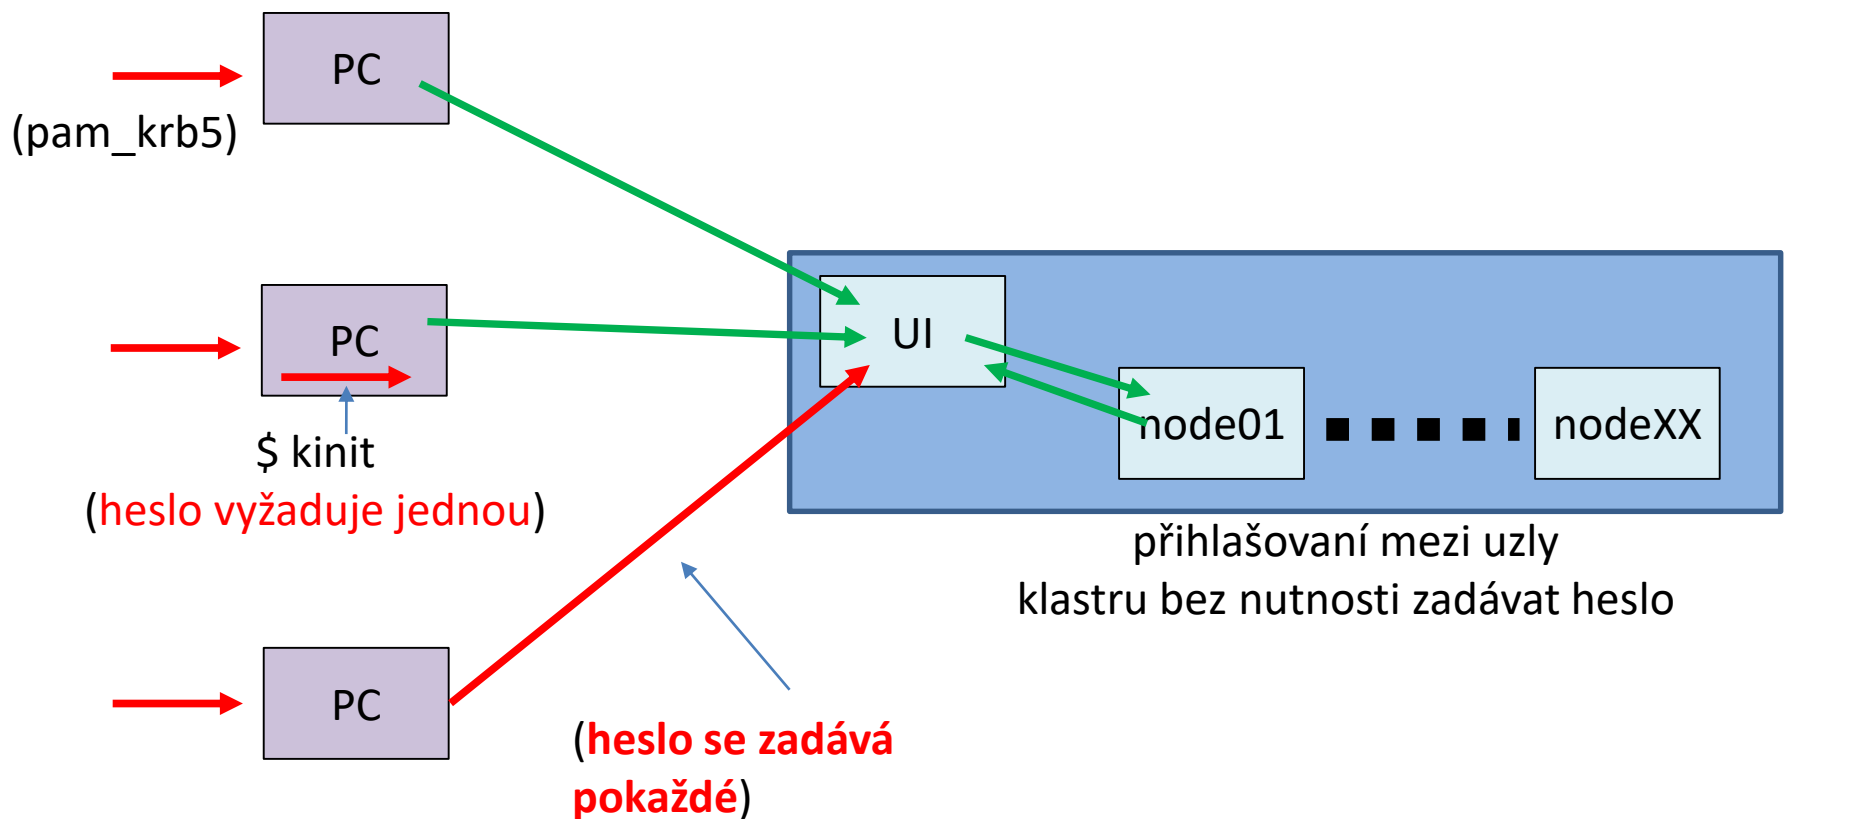 PC
(pam_krb5)
PC
$ kinit
(heslo vyžaduje jednou)
PC
(heslo se zadává
pokaždé)
UI
node01
nodeXX
přihlašovaní mezi uzly
klastru bez nutnosti zadávat heslo